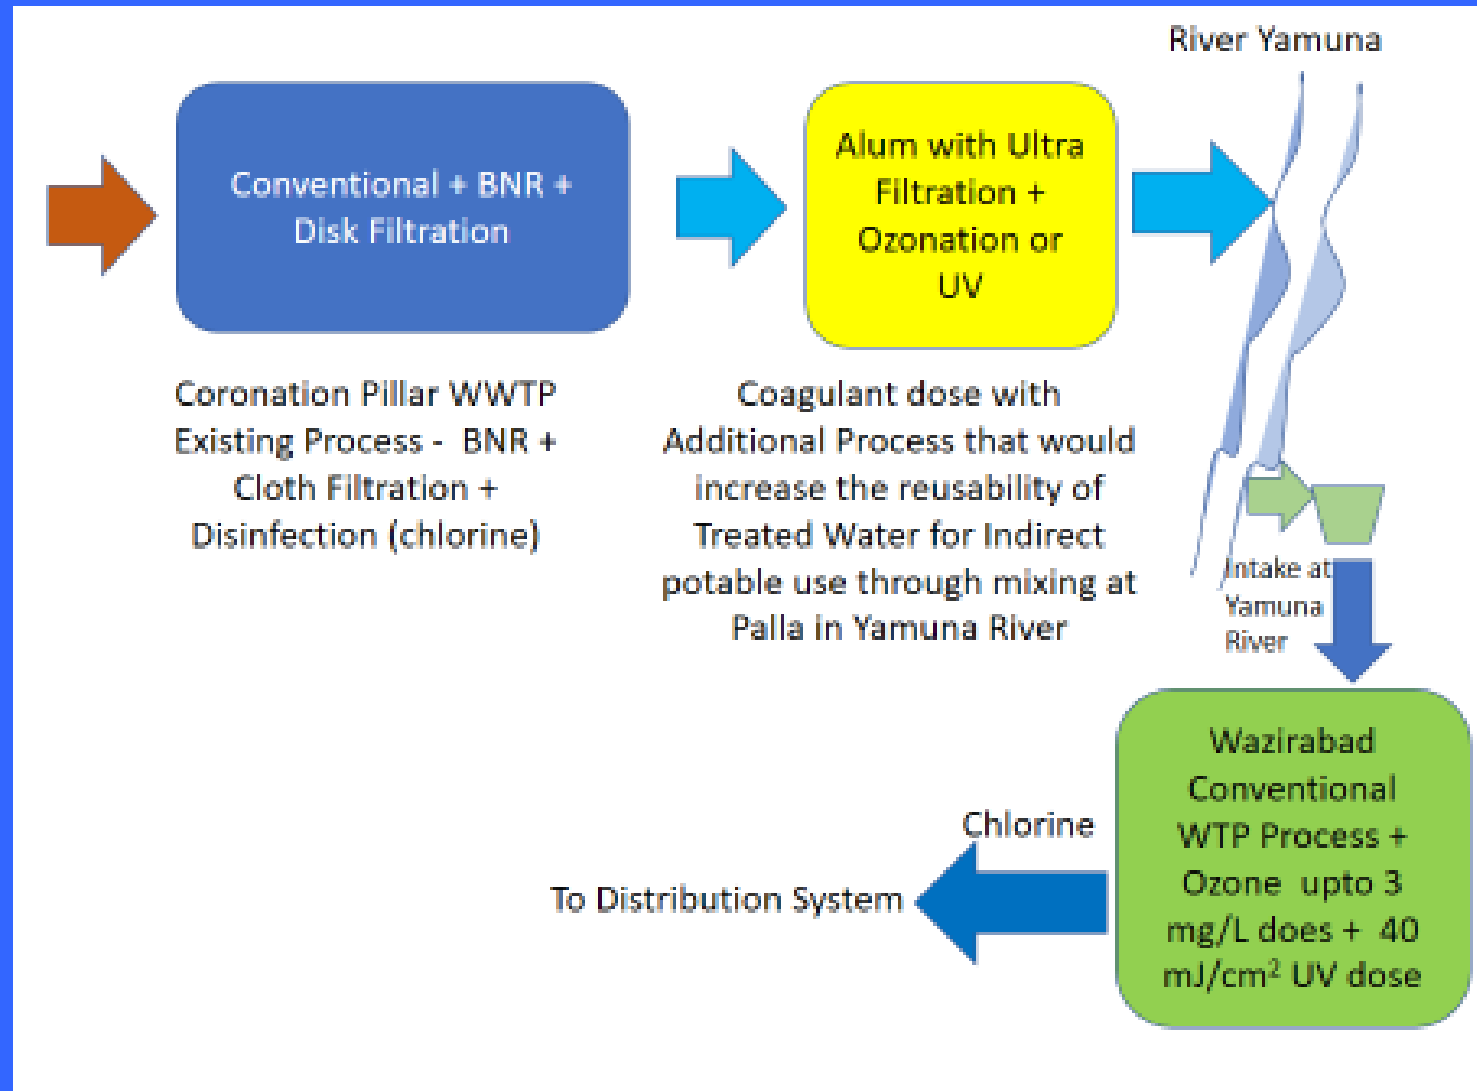 River Yamuna
Conventional + BNR +
Disk Filtration
Alum with Ultra
Filtration +
Ozonation or
UV
Coronation Pillar WWTP
Existing Process -  BNR +
Cloth Filtration +
Disinfection (chlorine)
Coagulant dose with
Additional Process that would
increase the reusability of
Treated Water for Indirect
potable use through mixing at
Palla in Yamuna River
Intake at
Yamuna
River
Wazirabad
Conventional
WTP Process +
Ozone  upto 3
mg/L does +  40
mJ/cm² UV dose
Chlorine
To Distribution System